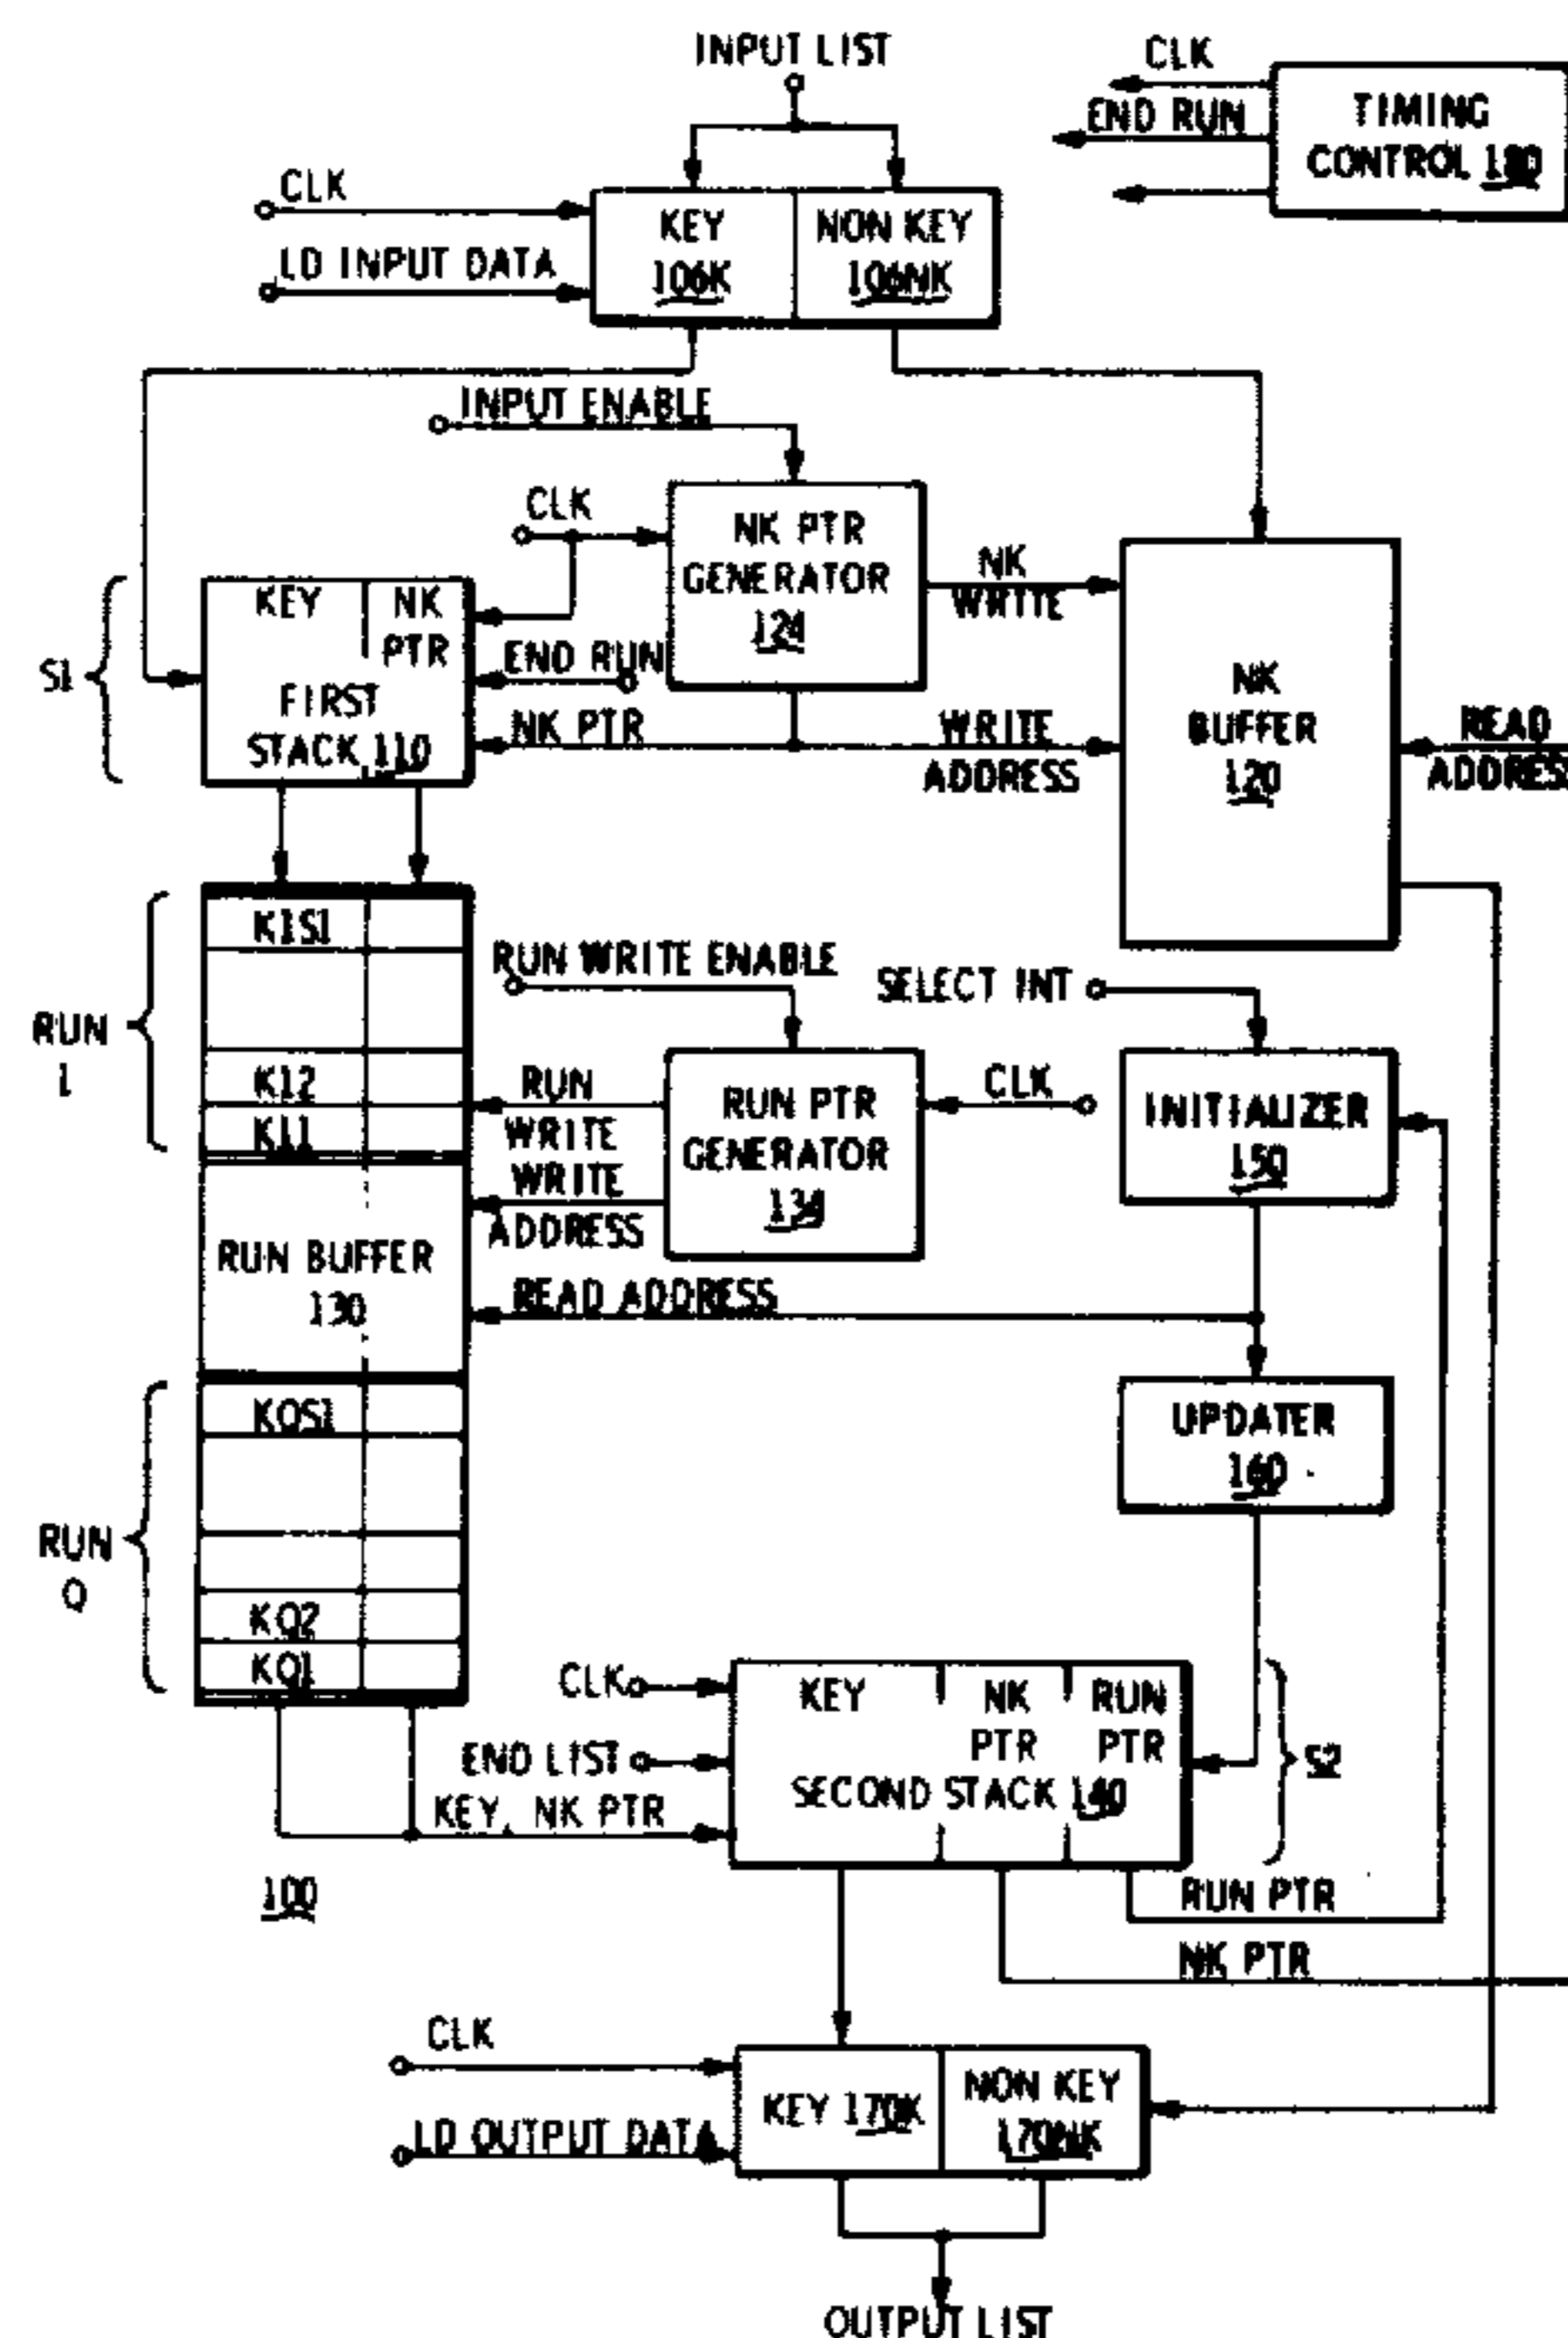 INPUT LIST
CLK
END RUN
TIMING
CONTROL 180
CLK
LD INPUT DATA
KEY
106K
NON KEY
106NK
INPUT ENABLE
CLK
NK PTR
GENERATOR
124
NK
WRITE
S1
KEY
NK
PTR
FIRST
STACK 110
END RUN
NK PTR
WRITE
ADDRESS
NK
BUFFER
120
READ
ADDRESS
K1S1
RUN
1
K12
K11
RUN WRITE ENABLE
SELECT INT
RUN
WRITE
WRITE
ADDRESS
RUN PTR
GENERATOR
134
CLK
INITIALIZER
150
RUN BUFFER
130
READ ADDRESS
UPDATER
160
KQS1
RUN
Q
KQ2
KQ1
CLK
END LIST
KEY, NK PTR
KEY
NK
PTR
RUN
PTR
SECOND STACK 140
S2
100
RUN PTR
NK PTR
CLK
LD OUTPUT DATA
KEY 170K
NON KEY
170NK
OUTPUT LIST